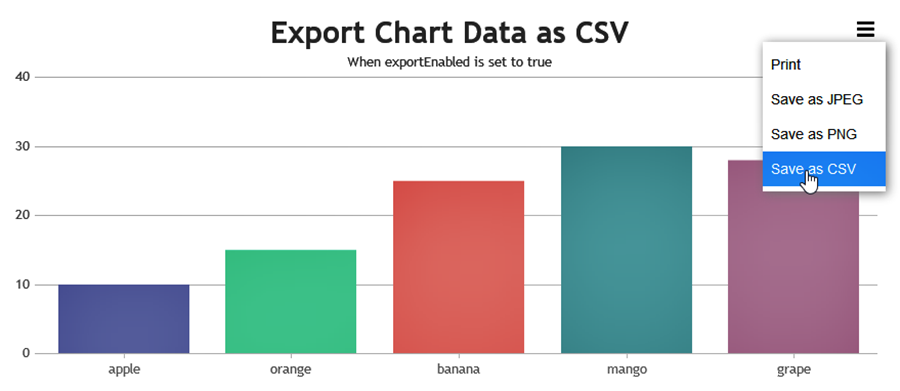 Export Chart Data as CSV
When exportEnabled is set to true
Print
Save as JPEG
Save as PNG
Save as CSV
40
30
20
10
0
apple
orange
banana
mango
grape